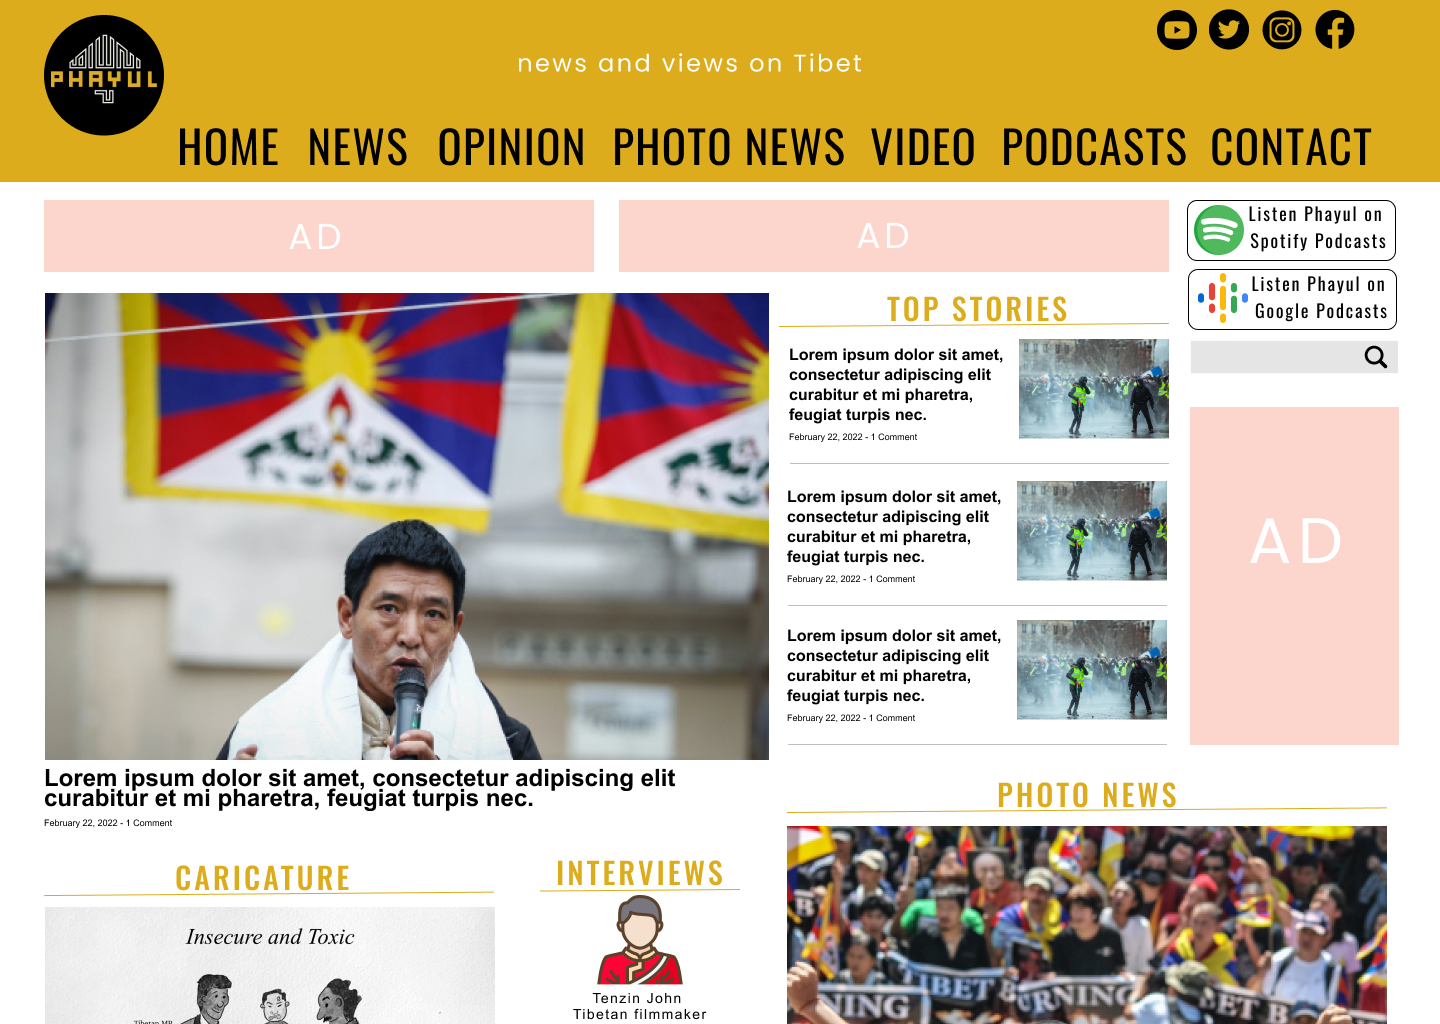 PHAYUL
news and views on Tibet
HOME NEWS OPINION PHOTO NEWS VIDEO PODCASTS CONTACT
AD
AD
Listen Phayul on
Spotify Podcasts
Listen Phayul on
Google Podcasts
AD
TOP STORIES
Lorem ipsum dolor sit amet,
consectetur adipiscing elit
curabitur et mi pharetra,
feugiat turpis nec.
February 22, 2022 - 1 Comment
Lorem ipsum dolor sit amet,
consectetur adipiscing elit
curabitur et mi pharetra,
feugiat turpis nec.
February 22, 2022 - 1 Comment
Lorem ipsum dolor sit amet,
consectetur adipiscing elit
curabitur et mi pharetra,
feugiat turpis nec.
February 22, 2022 - 1 Comment
Lorem ipsum dolor sit amet, consectetur adipiscing elit
curabitur et mi pharetra, feugiat turpis nec.
February 22, 2022 - 1 Comment
CARICATURE
Insecure and Toxic
Tibetan MP
INTERVIEWS
Tenzin John
Tibetan filmmaker
PHOTO NEWS
NING
IBET B
URNING
ET B